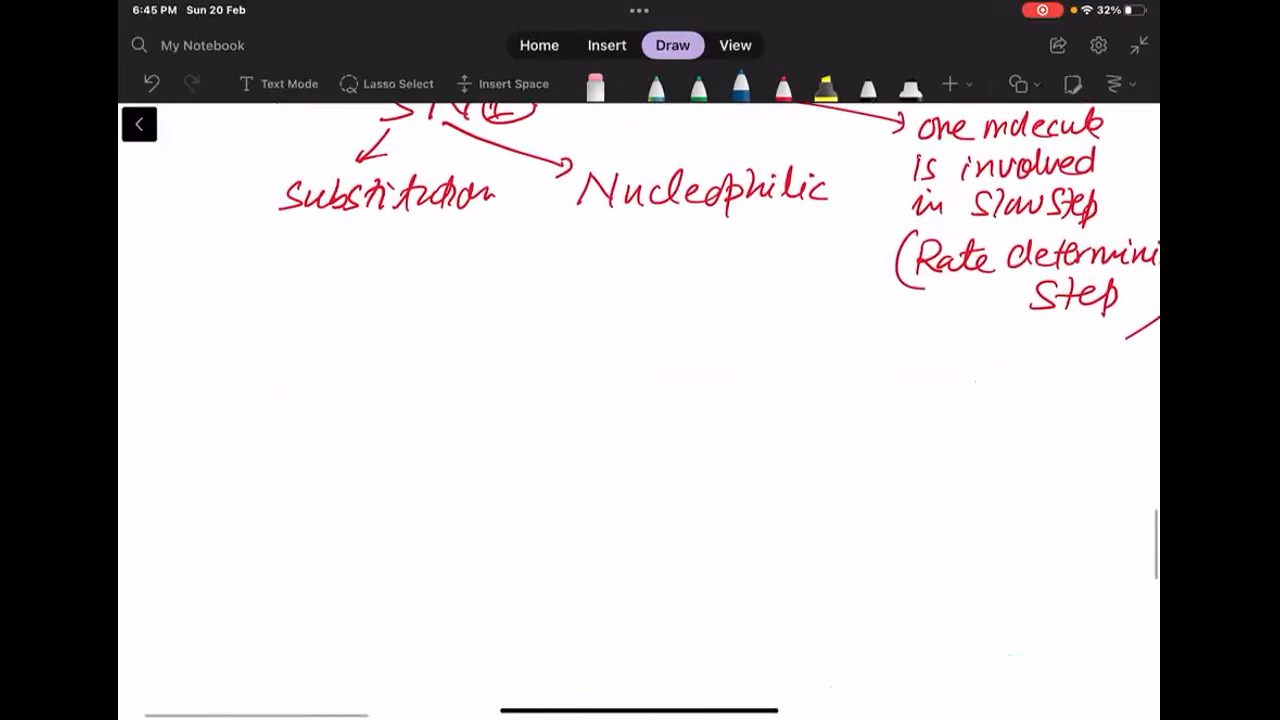 6:45 PM Sun 20 Feb
32%
My Notebook
Home Insert Draw View
Text Mode Lasso Select Insert Space
SN1
one molecule
is involved
in slow step
(Rate determini
step
substitution Nucleophilic